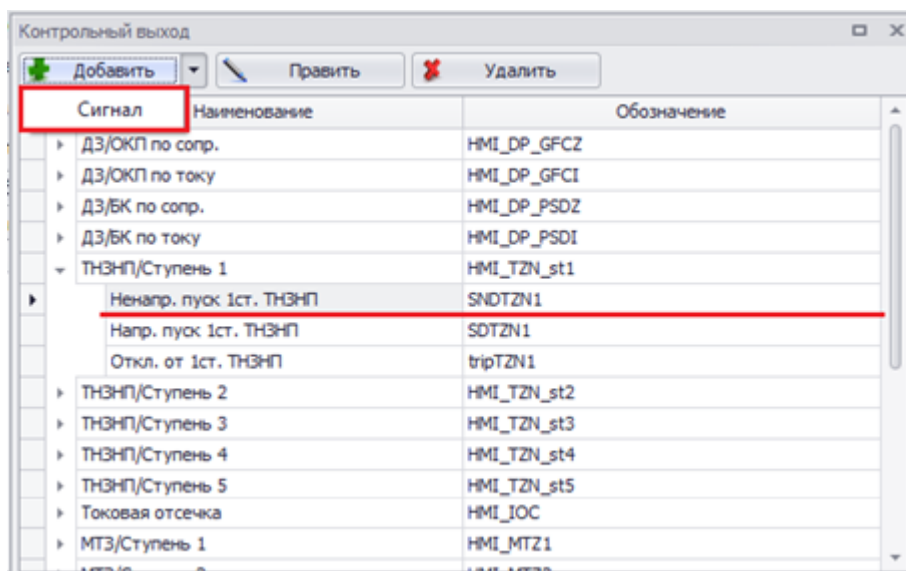 Контрольный выход
Добавить Править Удалить
Сигнал Наименование Обозначение
ДЗ/ОКП по сопр. HMI_DP_GFCZ
ДЗ/ОКП по току HMI_DP_GFCI
ДЗ/БК по сопр. HMI_DP_PSDZ
ДЗ/БК по току HMI_DP_PSDI
ТНЗНП/Ступень 1 HMI_TZN_st1
Ненапр. пуск 1ст. ТНЗНП SNDTZN1
Напр. пуск 1ст. ТНЗНП SDTZN1
Откл. от 1ст. ТНЗНП tripTZN1
ТНЗНП/Ступень 2 HMI_TZN_st2
ТНЗНП/Ступень 3 HMI_TZN_st3
ТНЗНП/Ступень 4 HMI_TZN_st4
ТНЗНП/Ступень 5 HMI_TZN_st5
Токовая отсечка HMI_IOC
МТЗ/Ступень 1 HMI_MTZ1